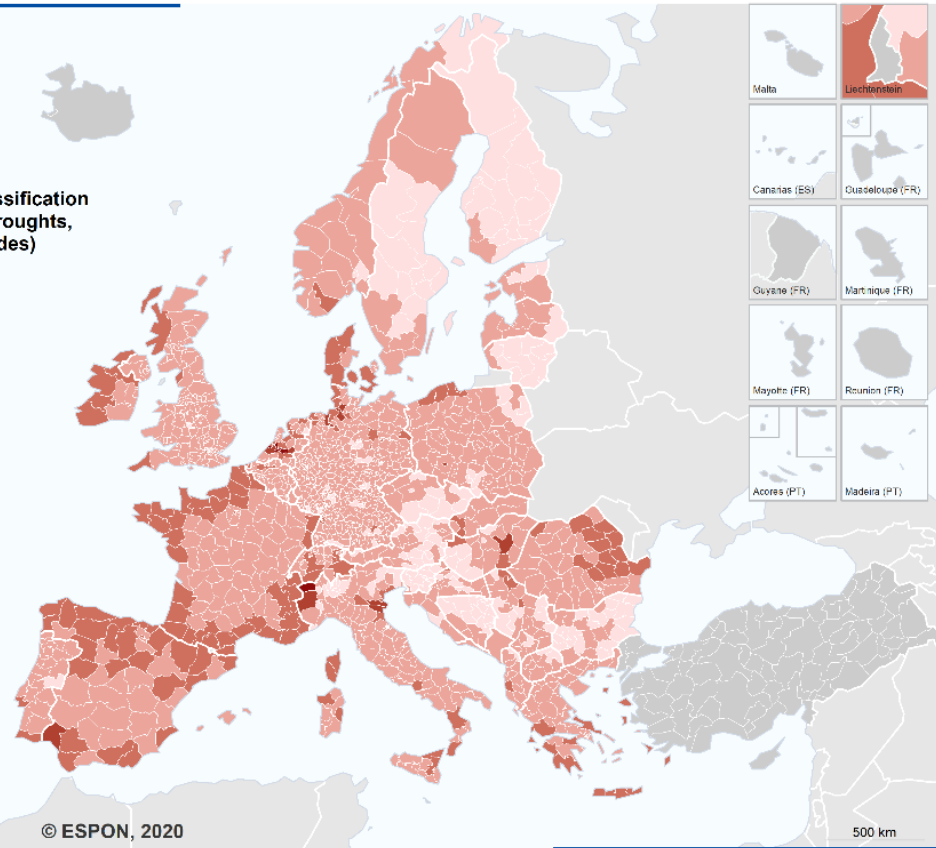 ssification
roughts,
des)
Malta
Liechtenstein
Canarias (ES)
Guadeloupe (FR)
Guyane (FR)
Martinique (FR)
Mayotte (FR)
Reunion (FR)
Acores (PT)
Madeira (PT)
© ESPON, 2020
500 km